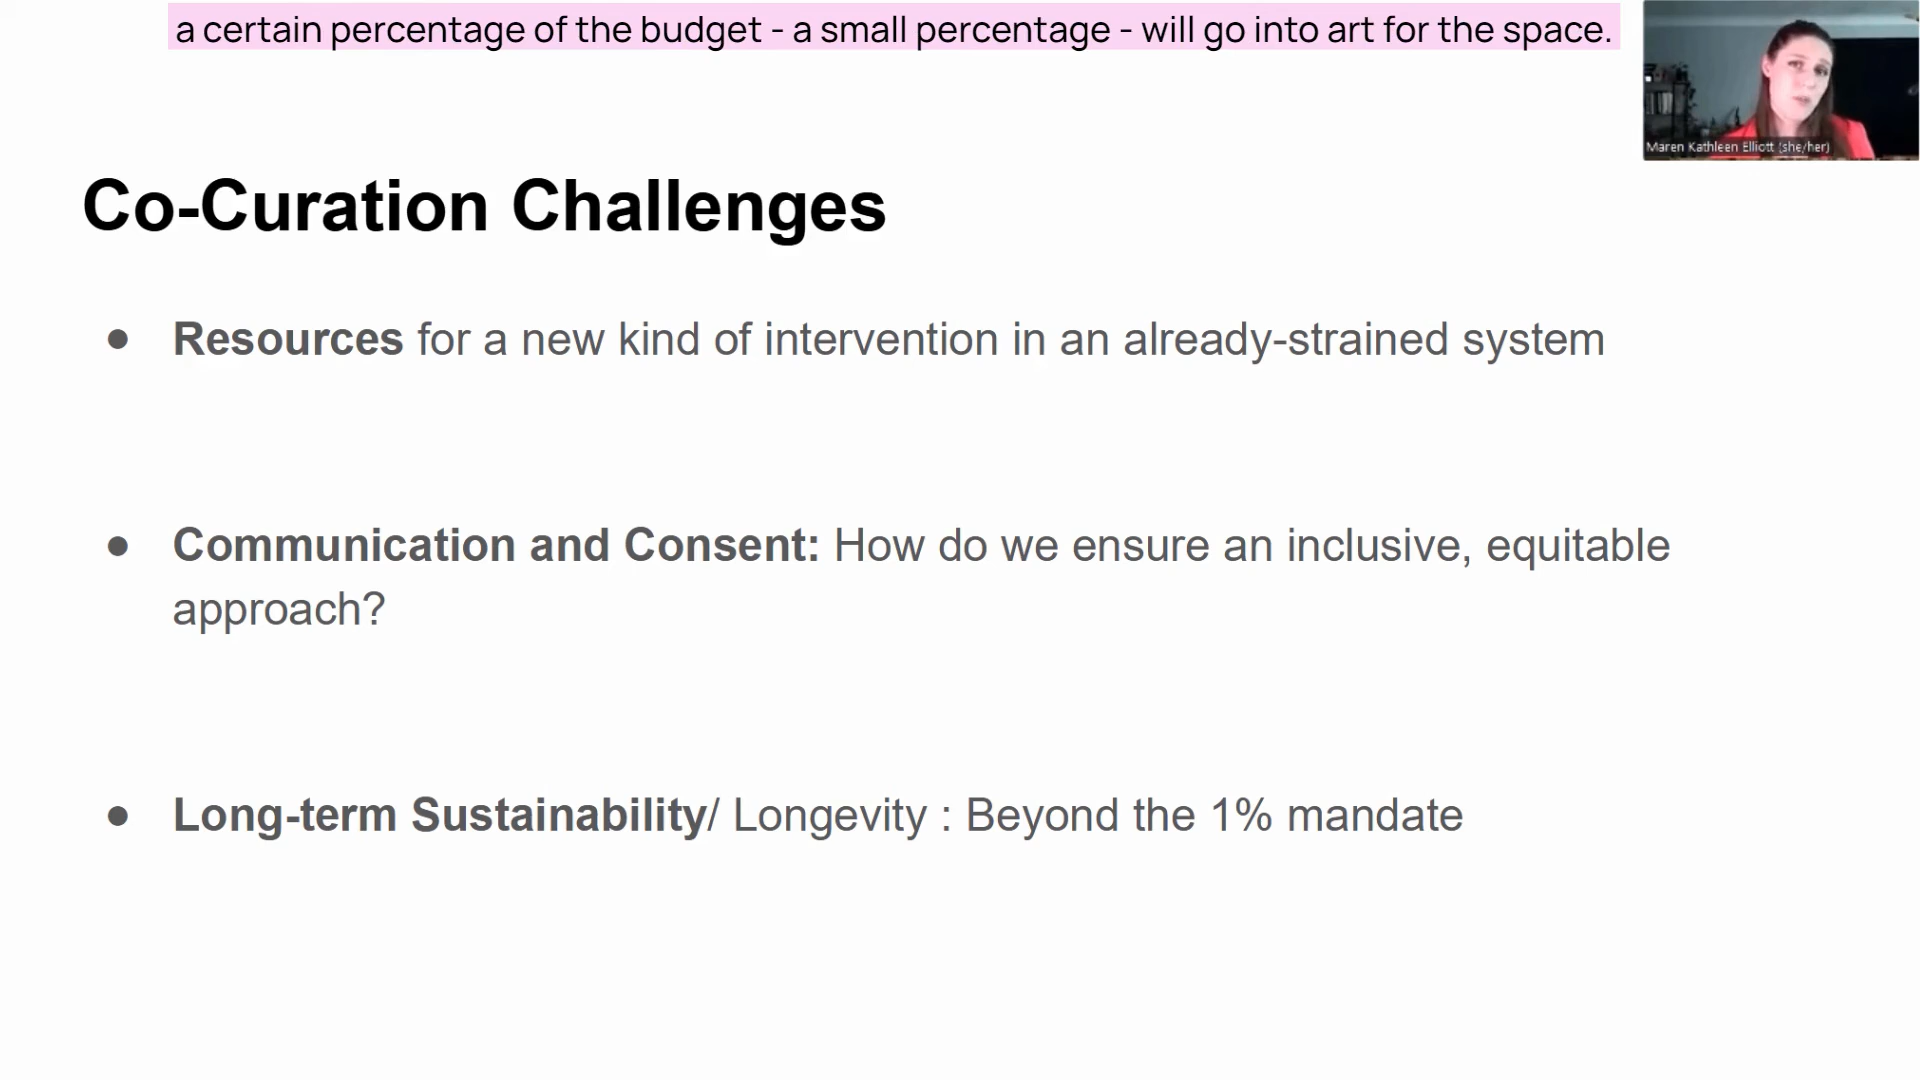 a certain percentage of the budget - a small percentage - will go into art for the space.
Maren Kathleen Elliott (she/her)
Co-Curation Challenges
● Resources for a new kind of intervention in an already-strained system
● Communication and Consent: How do we ensure an inclusive, equitable
approach?
● Long-term Sustainability/ Longevity : Beyond the 1% mandate